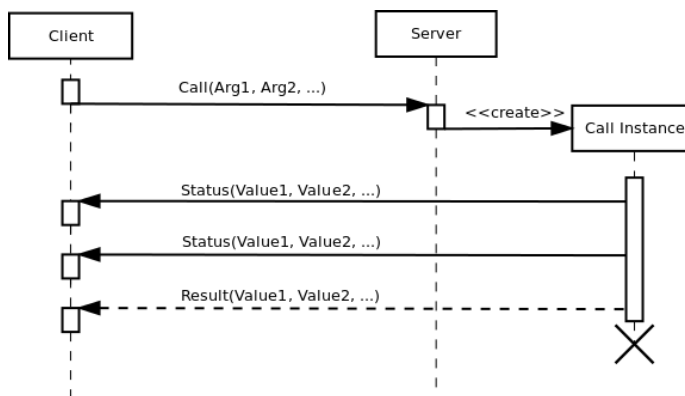 Client
Server
Call(Arg1, Arg2, ...)
<<create>>
Call Instance
Status(Value1, Value2, ...)
Status(Value1, Value2, ...)
Result(Value1, Value2, ...)